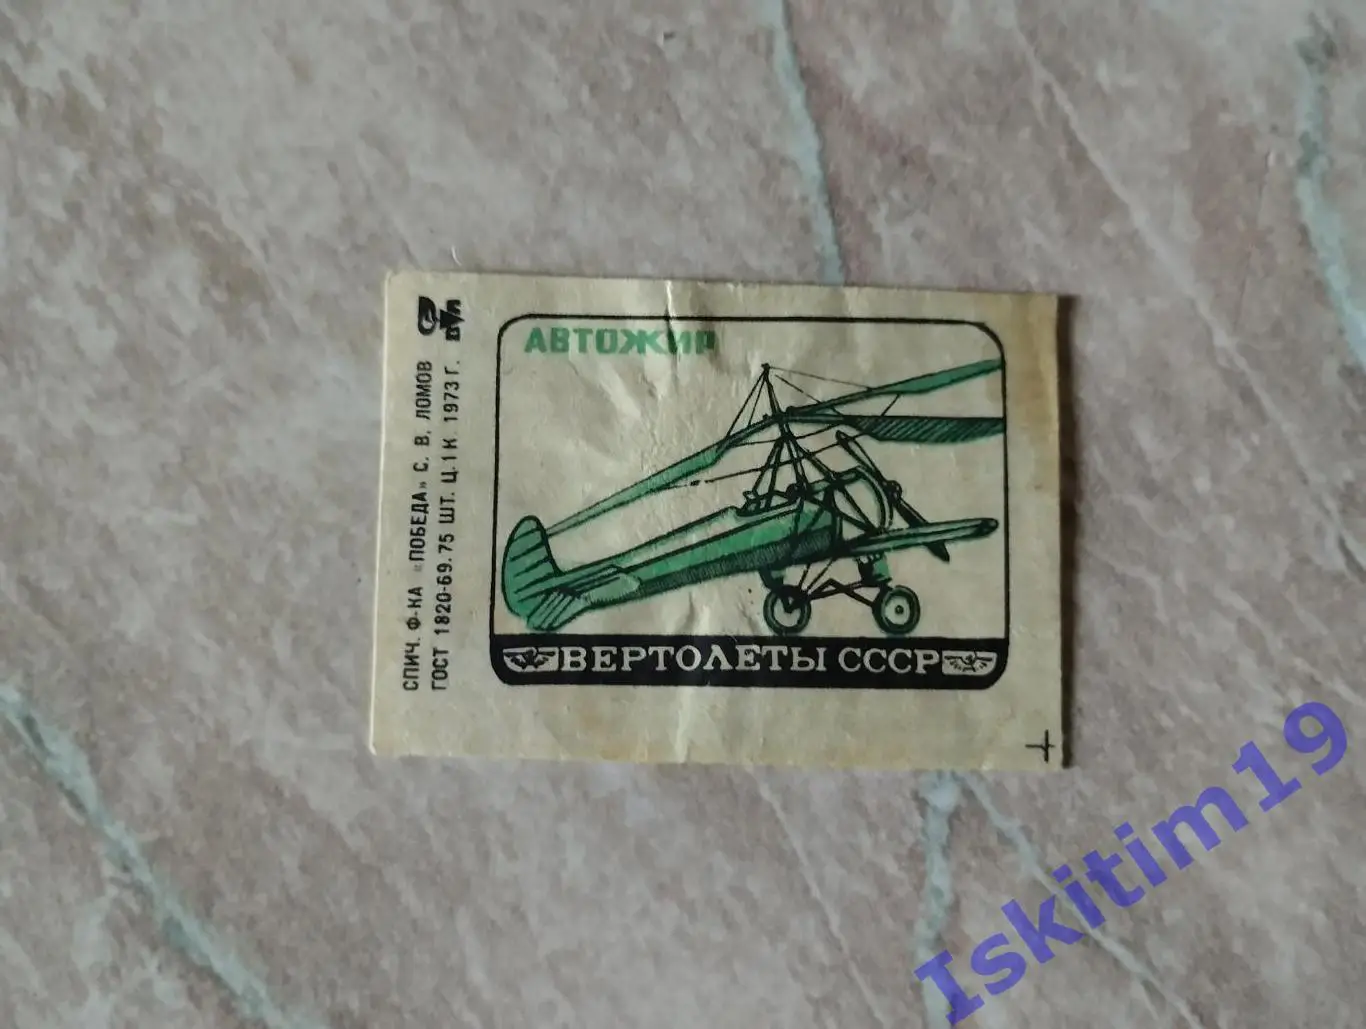 АВТОЖИР
ВЕРТОЛЕТЫ СССР
СПИЧ. Ф-КА «ПОБЕДА» С. В. ЛОМОВ
ГОСТ 1820-69. 75 ШТ. Ц. 1 К. 1973 Г.
Iskitim19